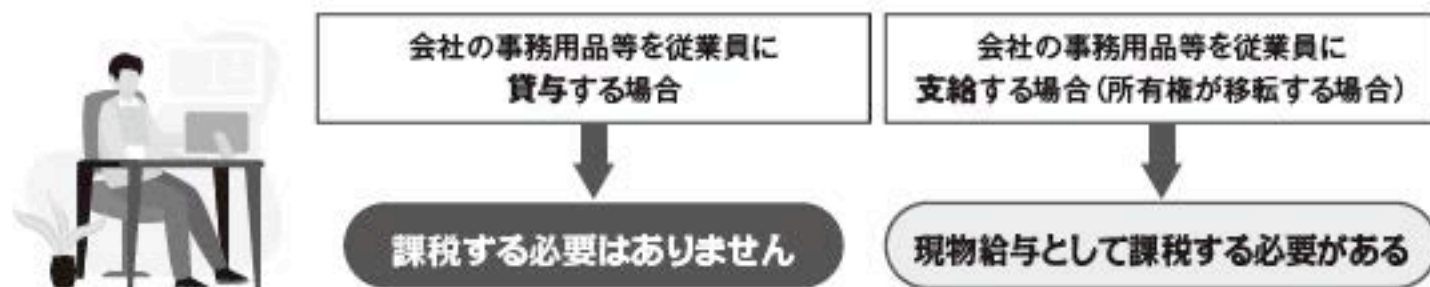 会社の事務用品等を従業員に
貸与する場合
課税する必要はありません
会社の事務用品等を従業員に
支給する場合（所有権が移転する場合）
現物給与として課税する必要がある